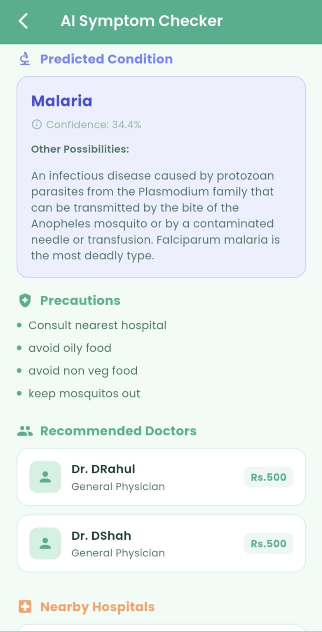 AI Symptom Checker
Predicted Condition
Malaria
Confidence: 34.4%
Other Possibilities:
An infectious disease caused by protozoan
parasites from the Plasmodium family that
can be transmitted by the bite of the
Anopheles mosquito or by a contaminated
needle or transfusion. Falciparum malaria is
the most deadly type.
Precautions
Consult nearest hospital
avoid oily food
avoid non veg food
keep mosquitos out
Recommended Doctors
Dr. DRahul
General Physician
Rs.500
Dr. DShah
General Physician
Rs.500
Nearby Hospitals